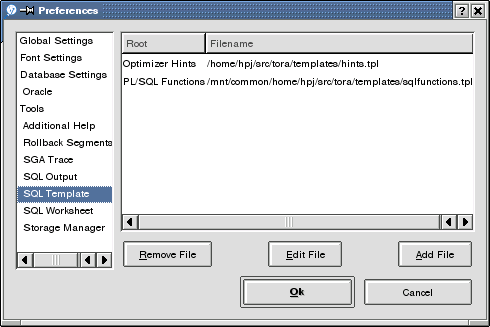 Preferences
Global Settings
Font Settings
Database Settings
Oracle
Tools
Additional Help
Rollback Segments
SGA Trace
SQL Output
SQL Template
SQL Worksheet
Storage Manager
Root Filename
Optimizer Hints /home/hpj/src/tora/templates/hints.tpl
PL/SQL Functions /mnt/common/home/hpj/src/tora/templates/sqlfunctions.tpl
Remove File Edit File Add File
Ok Cancel